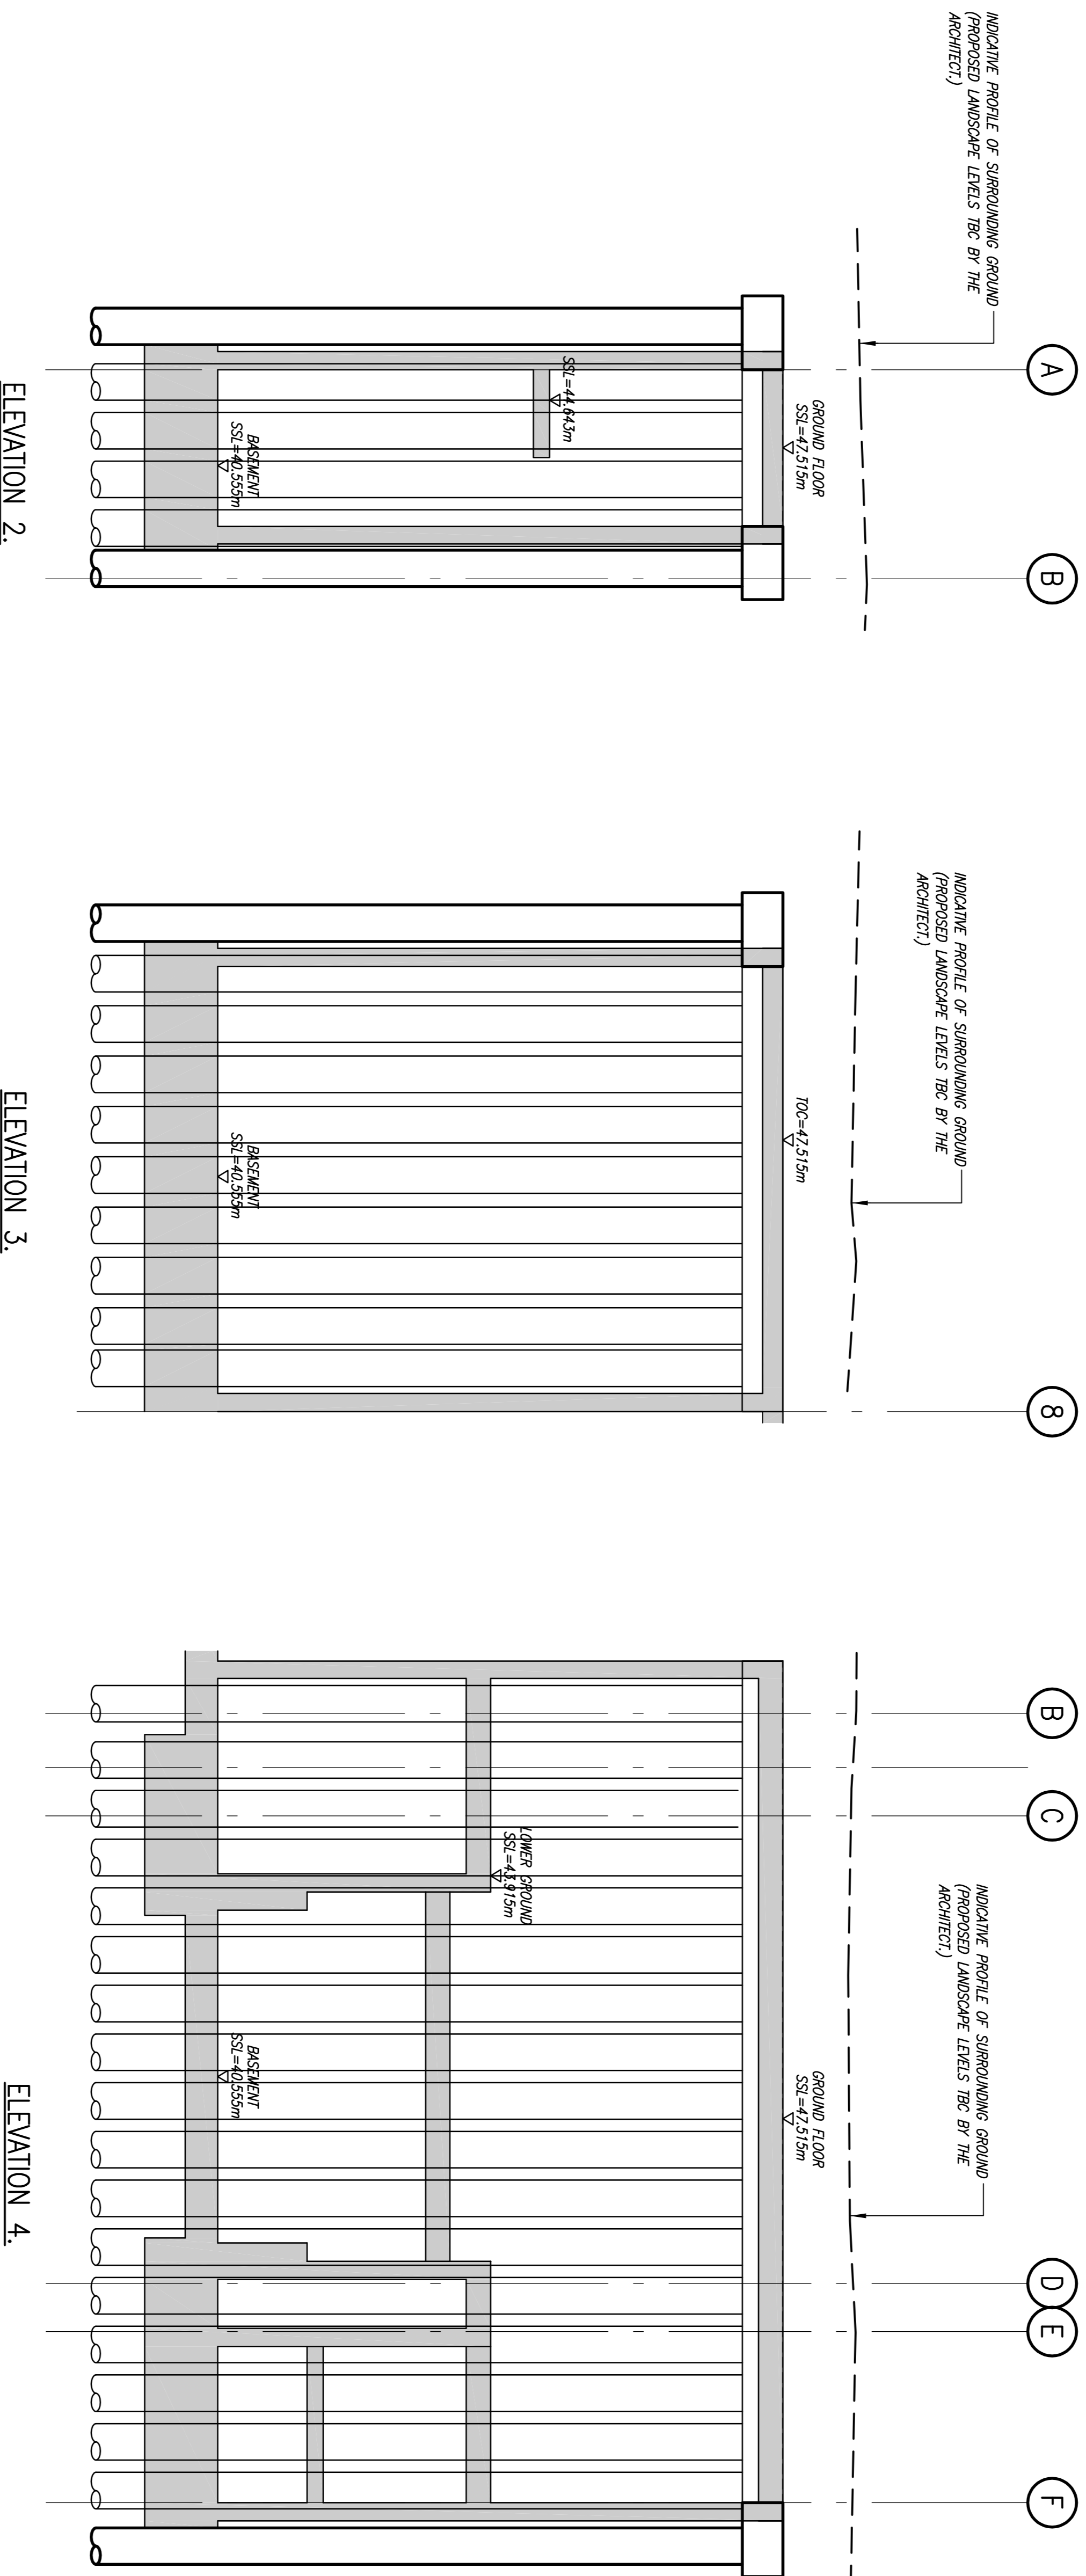 INDICATIVE PROFILE OF SURROUNDING GROUND
(PROPOSED LANDSCAPE LEVELS TBC BY THE
ARCHITECT.)
A
B
GROUND FLOOR
SSL=47.515m
SSL=44.643m
BASEMENT
SSL=40.555m
ELEVATION 2.
INDICATIVE PROFILE OF SURROUNDING GROUND
(PROPOSED LANDSCAPE LEVELS TBC BY THE
ARCHITECT.)
8
TOC=47.515m
BASEMENT
SSL=40.555m
ELEVATION 3.
B
C
D
E
F
INDICATIVE PROFILE OF SURROUNDING GROUND
(PROPOSED LANDSCAPE LEVELS TBC BY THE
ARCHITECT.)
GROUND FLOOR
SSL=47.515m
LOWER GROUND
SSL=43.915m
BASEMENT
SSL=40.555m
ELEVATION 4.